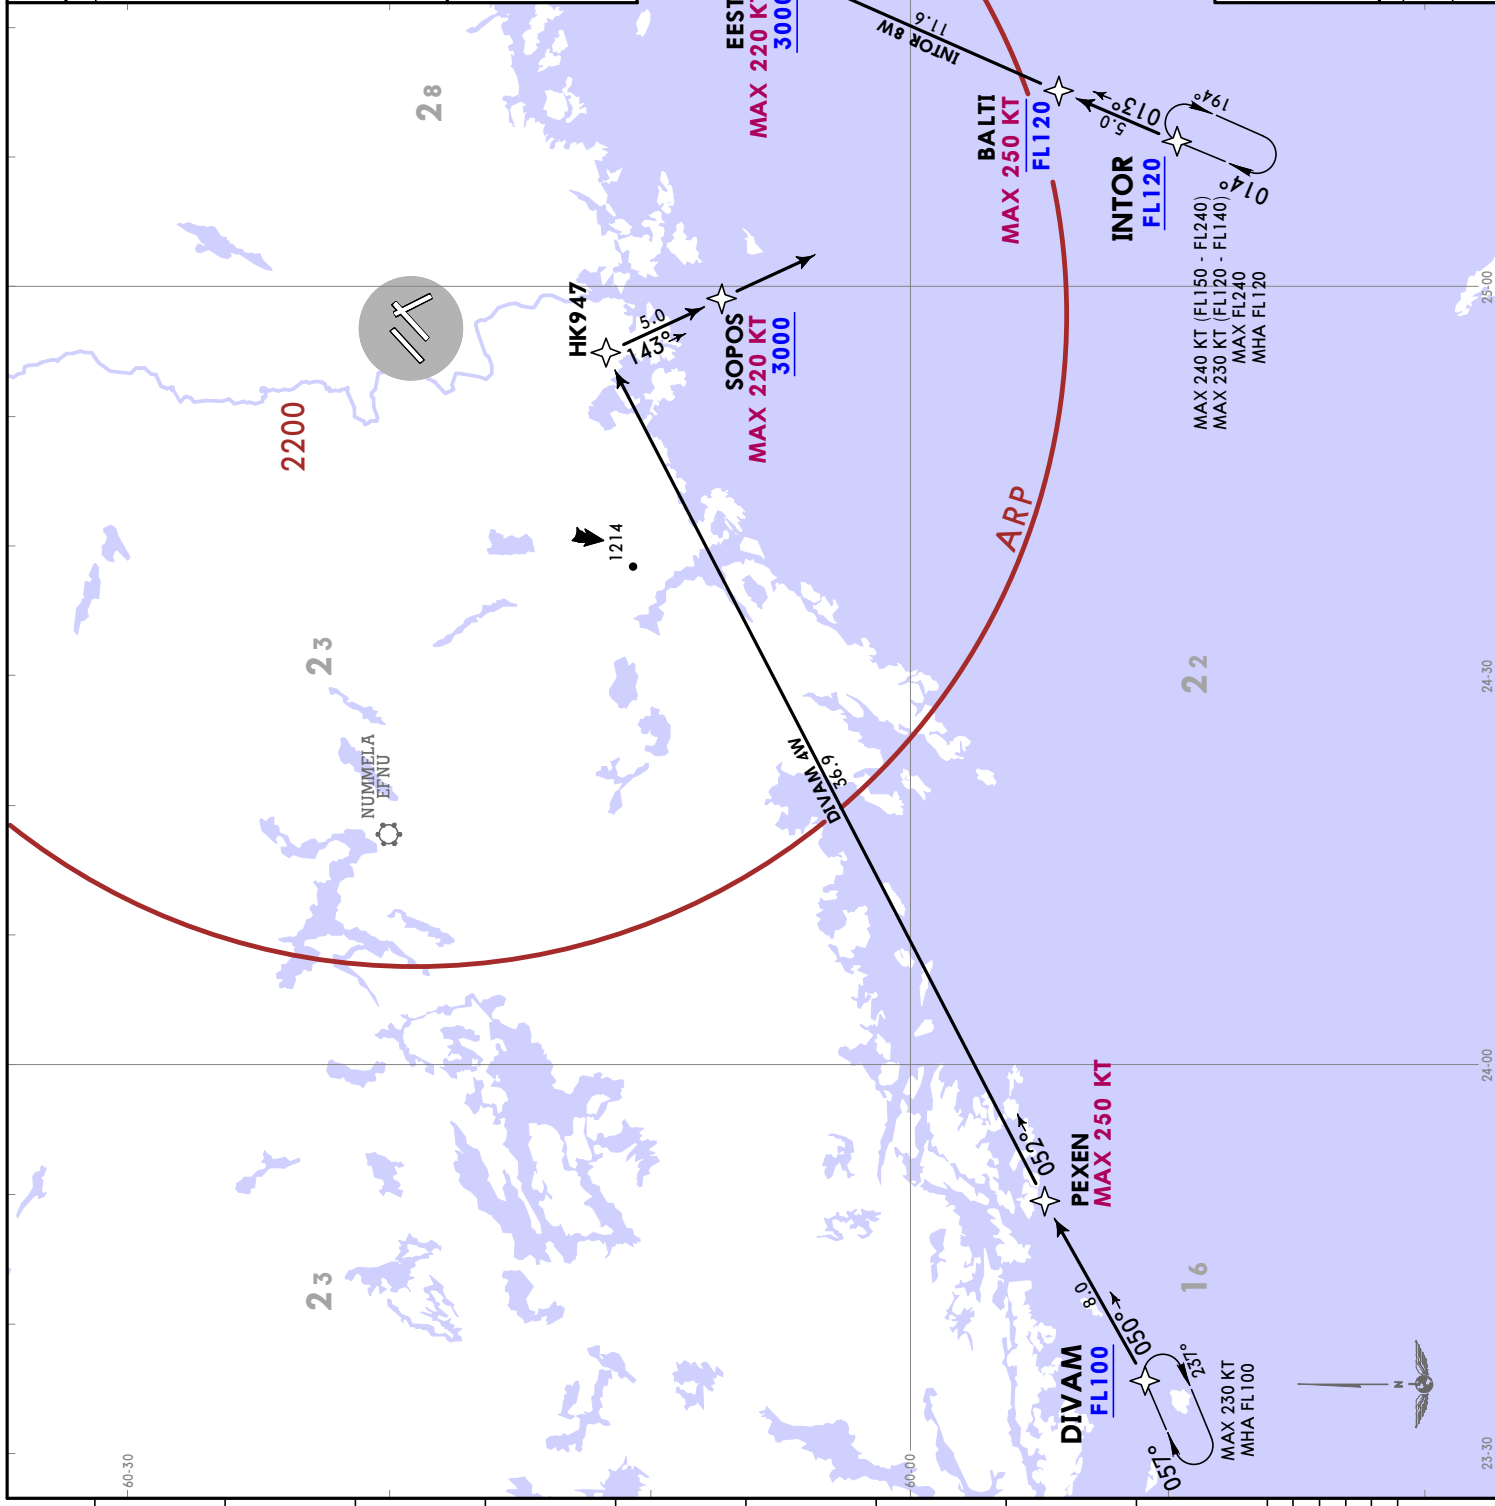 EEST
MAX 220 KT
3000
11.6
INTOR 8W
28
BALTI
MAX 250 KT
FL120
5.0
013°
194°
INTOR
FL120
014°
MAX 240 KT (FL150 - FL240)
MAX 230 KT (FL120 - FL140)
MAX FL240
MHA FL120
25-00
HK947
5.0
143°
SOPOS
MAX 220 KT
3000
2200
ARP
1214
23
22
24-30
NUMMELA
EFNU
DIVAM 4W
36.9
24-00
052°
PEXEN
MAX 250 KT
23
16
8.0
050°
DIVAM
FL100
237°
057°
MAX 230 KT
MHA FL100
N
60-30
60-00
23-30